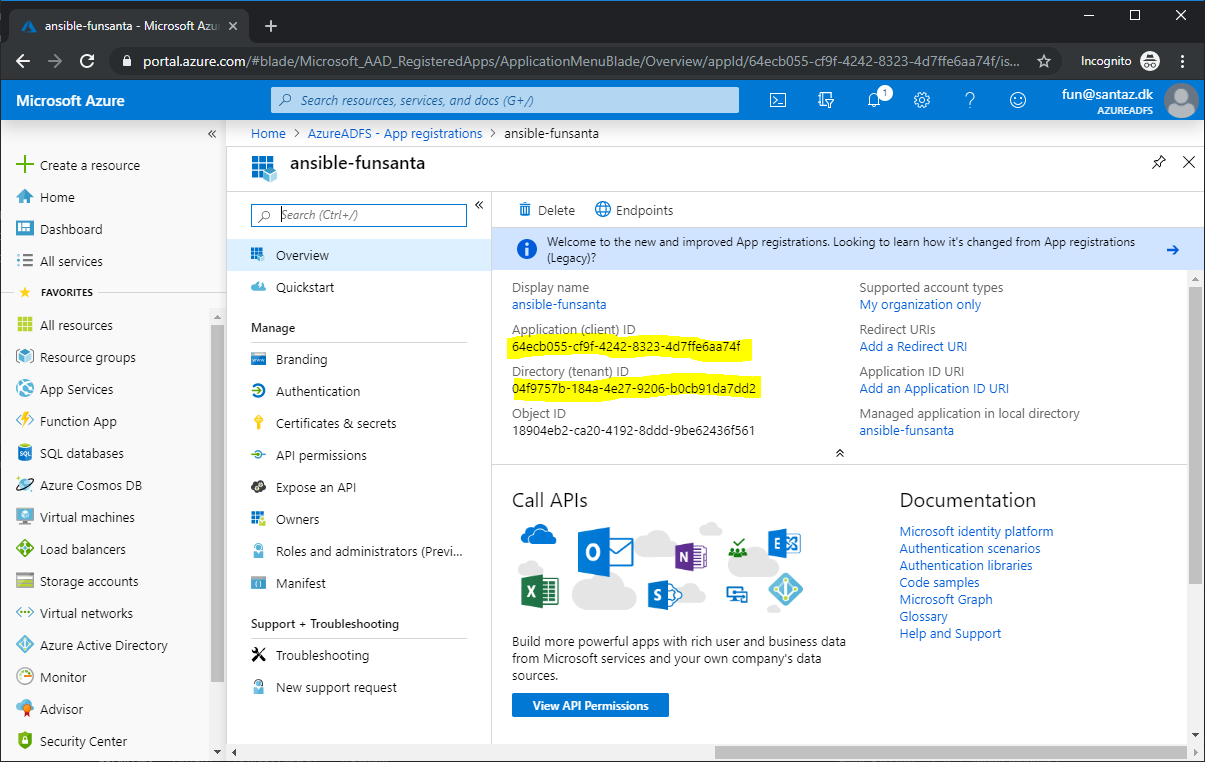 ansible-funsanta - Microsoft Azu
portal.azure.com/#blade/Microsoft_AAD_RegisteredApps/ApplicationMenuBlade/Overview/appId/64ecb055-cf9f-4242-8323-4d7ffe6aa74f/is...
Incognito
Microsoft Azure
Search resources, services, and docs (G+/)
1
fun@santaz.dk
AZUREADFS
Create a resource
Home
Dashboard
All services
FAVORITES
All resources
Resource groups
App Services
Function App
SQL databases
Azure Cosmos DB
Virtual machines
Load balancers
Storage accounts
Virtual networks
Azure Active Directory
Monitor
Advisor
Security Center
Home > AzureADFS - App registrations > ansible-funsanta
ansible-funsanta
Search (Ctrl+/)
Overview
Quickstart
Manage
Branding
Authentication
Certificates & secrets
API permissions
Expose an API
Owners
Roles and administrators (Previ...
Manifest
Support + Troubleshooting
Troubleshooting
New support request
Delete
Endpoints
Welcome to the new and improved App registrations. Looking to learn how it's changed from App registrations
(Legacy)?
Display name
ansible-funsanta
Application (client) ID
64ecb055-cf9f-4242-8323-4d7ffe6aa74f
Directory (tenant) ID
04f9757b-184a-4e27-9206-b0cb91da7dd2
Object ID
18904eb2-ca20-4192-8ddd-9be62436f561
Supported account types
My organization only
Redirect URIs
Add a Redirect URI
Application ID URI
Add an Application ID URI
Managed application in local directory
ansible-funsanta
Call APIs
Build more powerful apps with rich user and business data
from Microsoft services and your own company's data
sources.
View API Permissions
Documentation
Microsoft identity platform
Authentication scenarios
Authentication libraries
Code samples
Microsoft Graph
Glossary
Help and Support